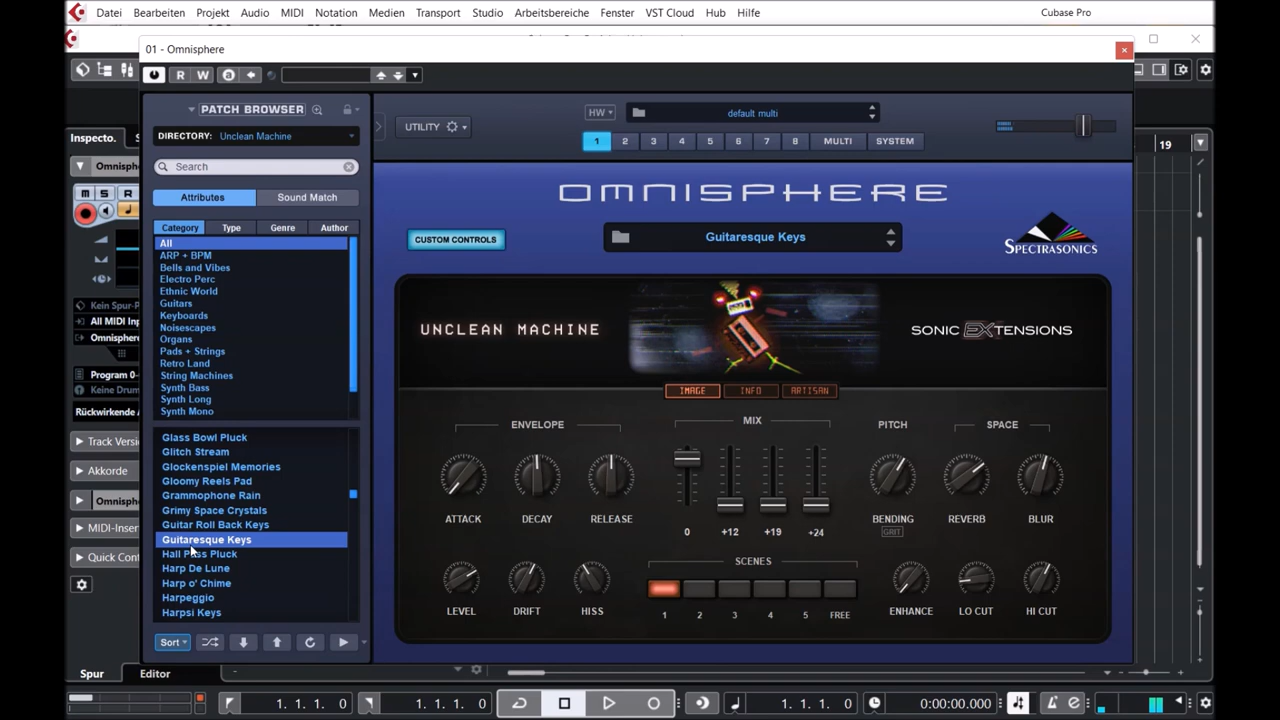 Datei Bearbeiten Projekt Audio MIDI Notation Medien Transport Studio Arbeitsbereiche Fenster VST Cloud Hub Hilfe Cubase Pro
01 - Omnisphere
R W a
PATCH BROWSER
DIRECTORY: Unclean Machine
Search
Attributes Sound Match
Category Type Genre Author
All
ARP + BPM
Bells and Vibes
Electro Perc
Ethnic World
Guitars
Keyboards
Noisescapes
Organs
Pads + Strings
Retro Land
String Machines
Synth Bass
Synth Long
Synth Mono
Glass Bowl Pluck
Glitch Stream
Glockenspiel Memories
Gloomy Reels Pad
Grammophone Rain
Grimy Space Crystals
Guitar Roll Back Keys
Guitaresque Keys
Hall Pass Pluck
Harp De Lune
Harp o' Chime
Harpeggio
Harpsi Keys
Sort
UTILITY
HW default multi
1 2 3 4 5 6 7 8 MULTI SYSTEM
OMNISPHERE
CUSTOM CONTROLS
Guitaresque Keys
SPECTRASONICS
UNCLEAN MACHINE
SONIC EXTENSIONS
IMAGE INFO ARTISAN
ENVELOPE MIX PITCH SPACE
ATTACK DECAY RELEASE
0 +12 +19 +24
BENDING REVERB BLUR
GRIT
SCENES
LEVEL DRIFT HISS
1 2 3 4 5 FREE
ENHANCE LO CUT HI CUT
Inspecto.
Omnisphe
m S R
Kein Spur-P
All MIDI Inp
Omnisphere
Program 0-
Keine Drum
Rückwirkende A
Track Versi
Akkorde
Omnisp
MIDI-Inser
Quick Cont
19
Spur Editor
1. 1. 1. 0 1. 1. 1. 0 1. 1. 1. 0 0:00:00.000